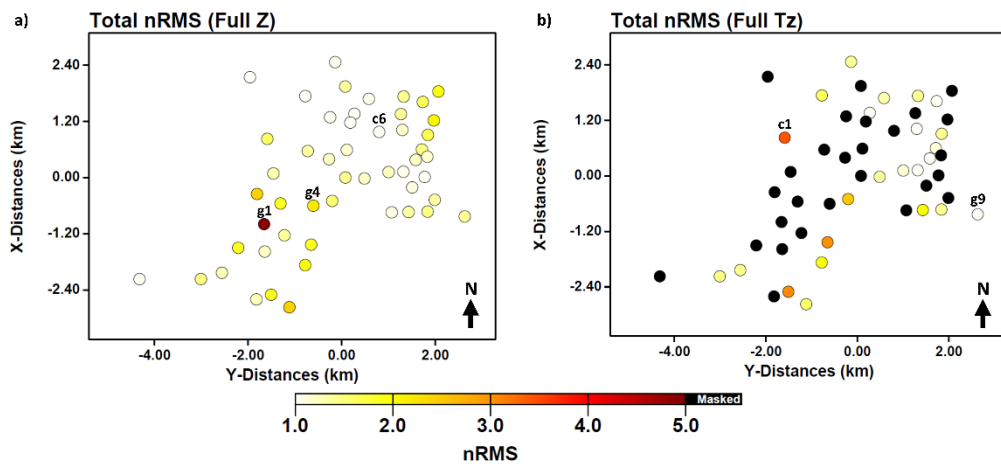 a) Total nRMS (Full Z)
X-Distances (km)
2.40
1.20
0.00
-1.20
-2.40
c6
g4
g1
N
-4.00 -2.00 0.00 2.00
Y-Distances (km)
b) Total nRMS (Full Tz)
X-Distances (km)
2.40
1.20
0.00
-1.20
-2.40
c1
g9
N
-4.00 -2.00 0.00 2.00
Y-Distances (km)
Masked
1.0 2.0 3.0 4.0 5.0
nRMS